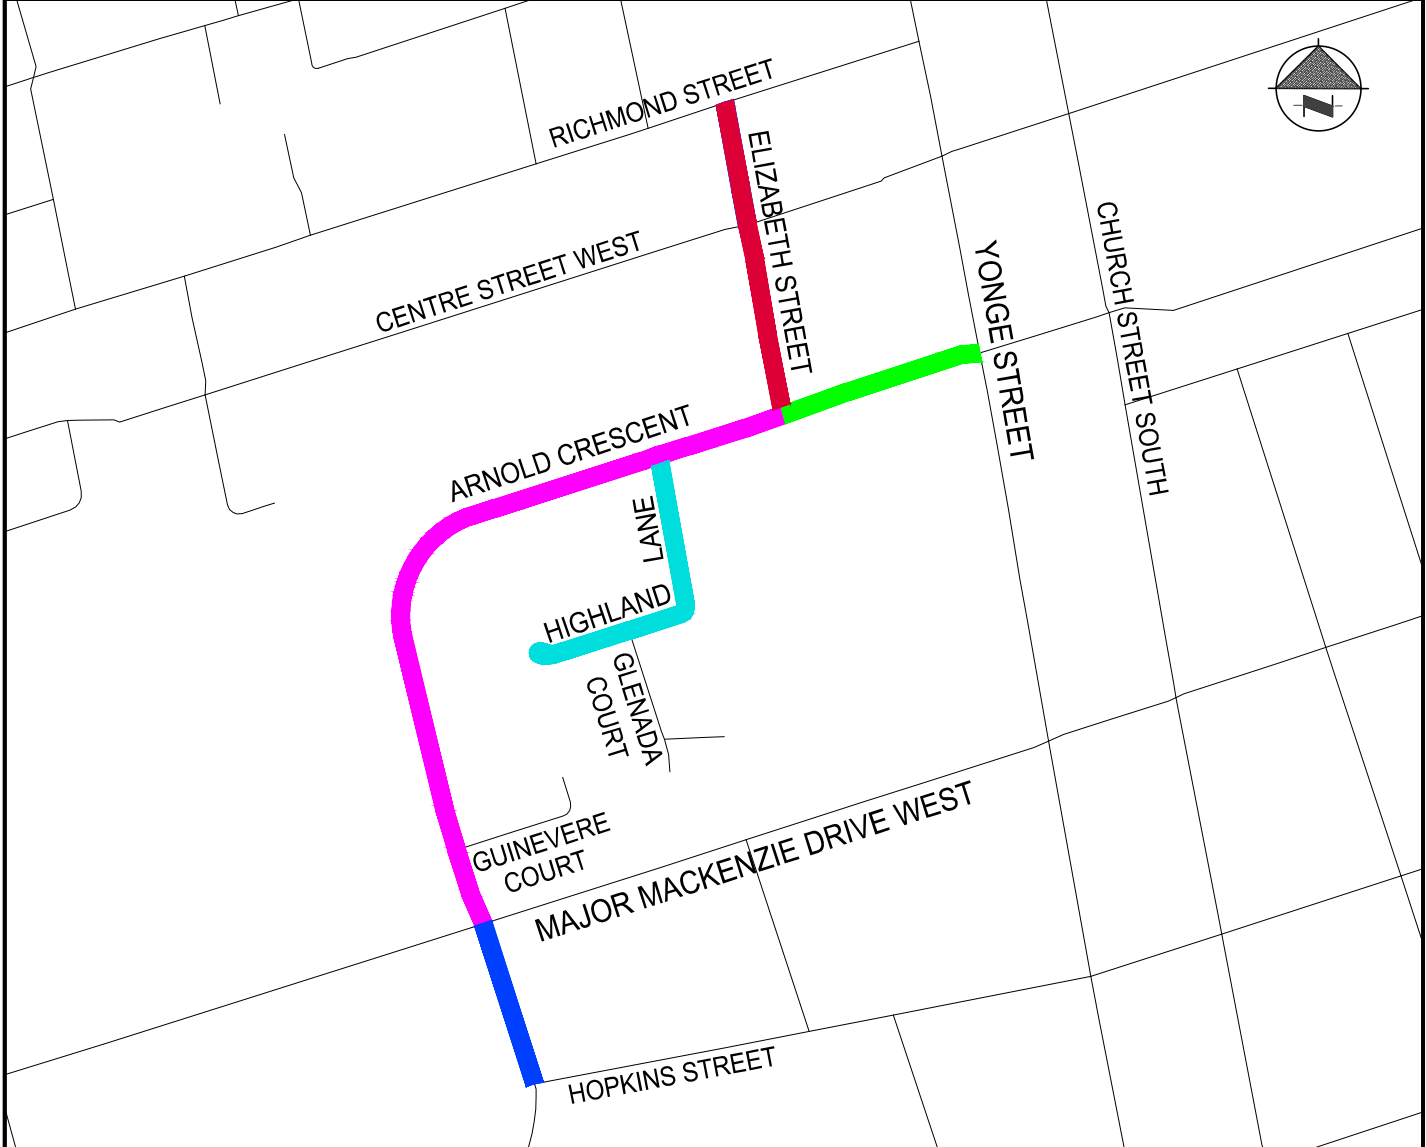 RICHMOND STREET
ELIZABETH STREET
CENTRE STREET WEST
YONGE STREET
CHURCH STREET SOUTH
ARNOLD CRESCENT
LANE
HIGHLAND
GLENADA
COURT
GUINEVERE
COURT
MAJOR MACKENZIE DRIVE WEST
HOPKINS STREET
N